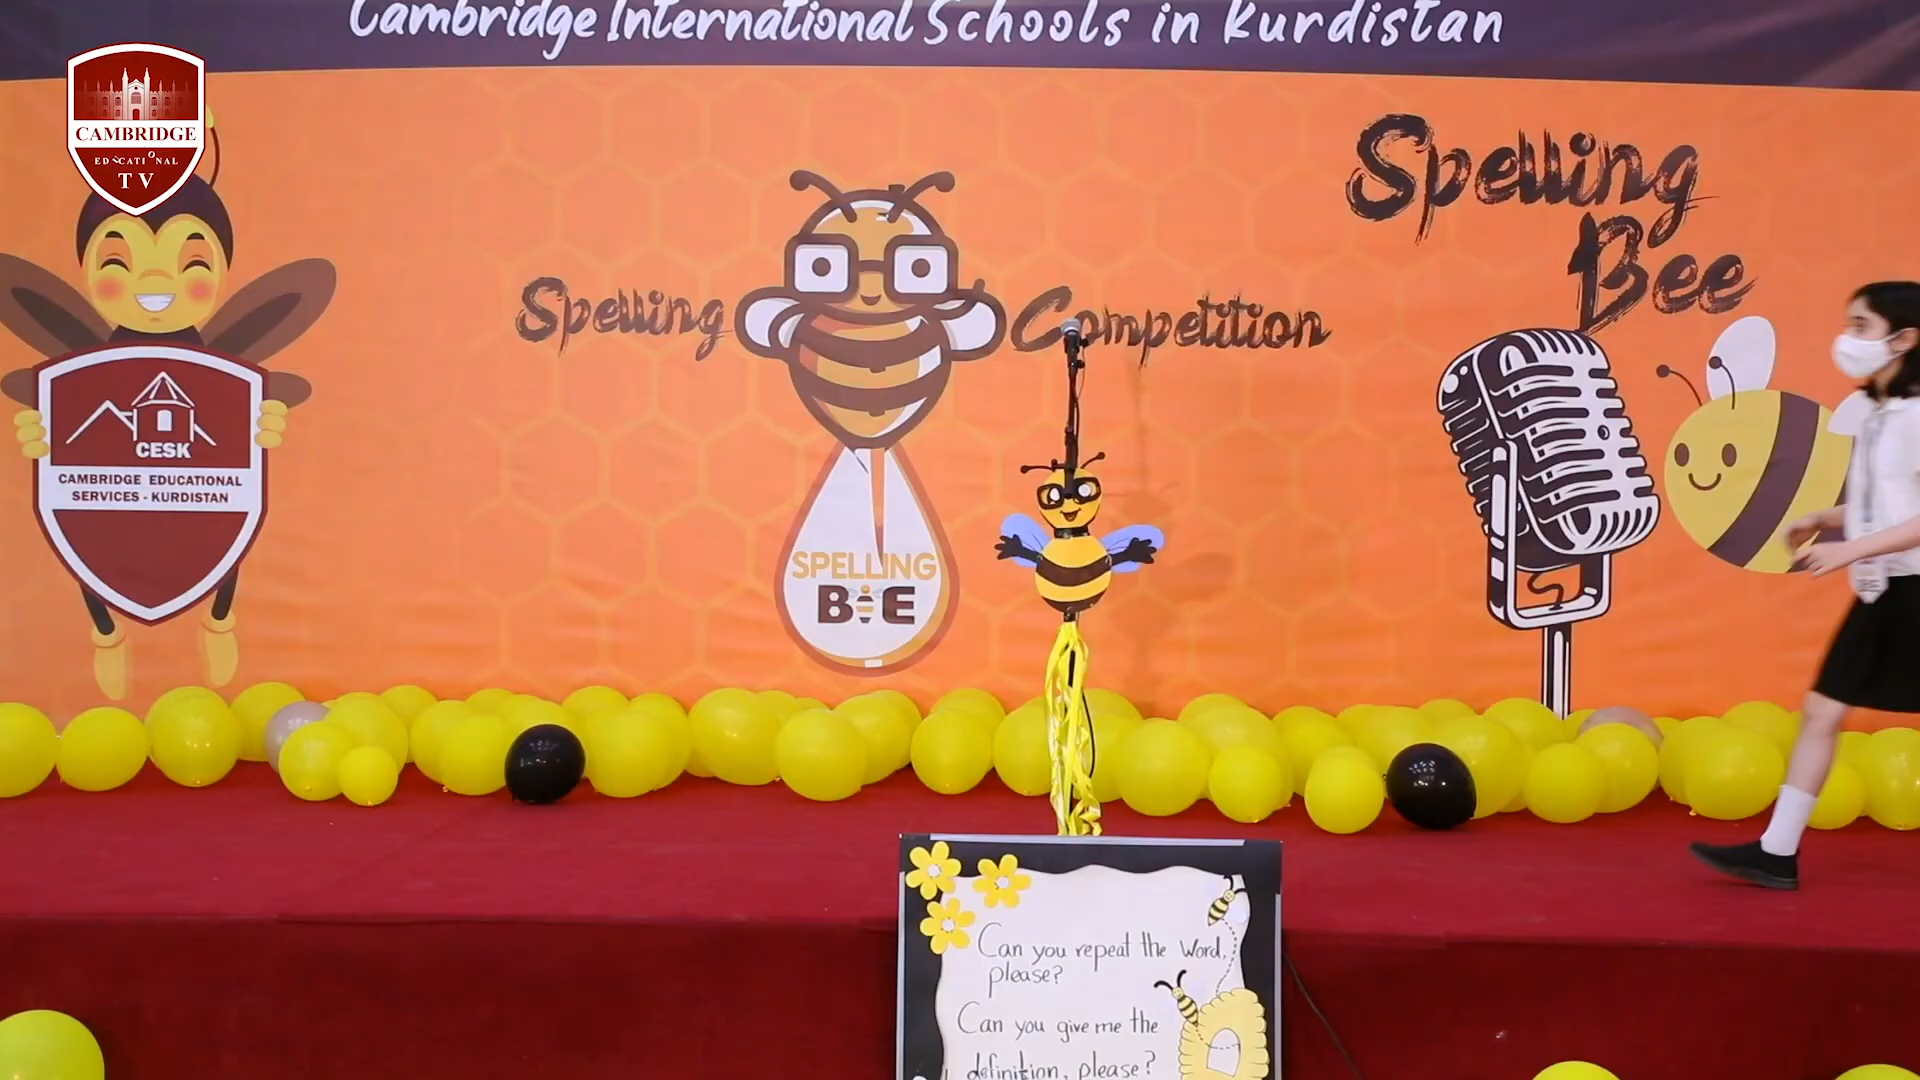 Cambridge International Schools in Kurdistan
CAMBRIDGE
EDUCATIONAL
TV
Spelling
Bee
Spelling Competition
CESK
CAMBRIDGE EDUCATIONAL
SERVICES - KURDISTAN
SPELLING
BEE
Can you repeat the word,
please?
Can you give me the
definition, please?